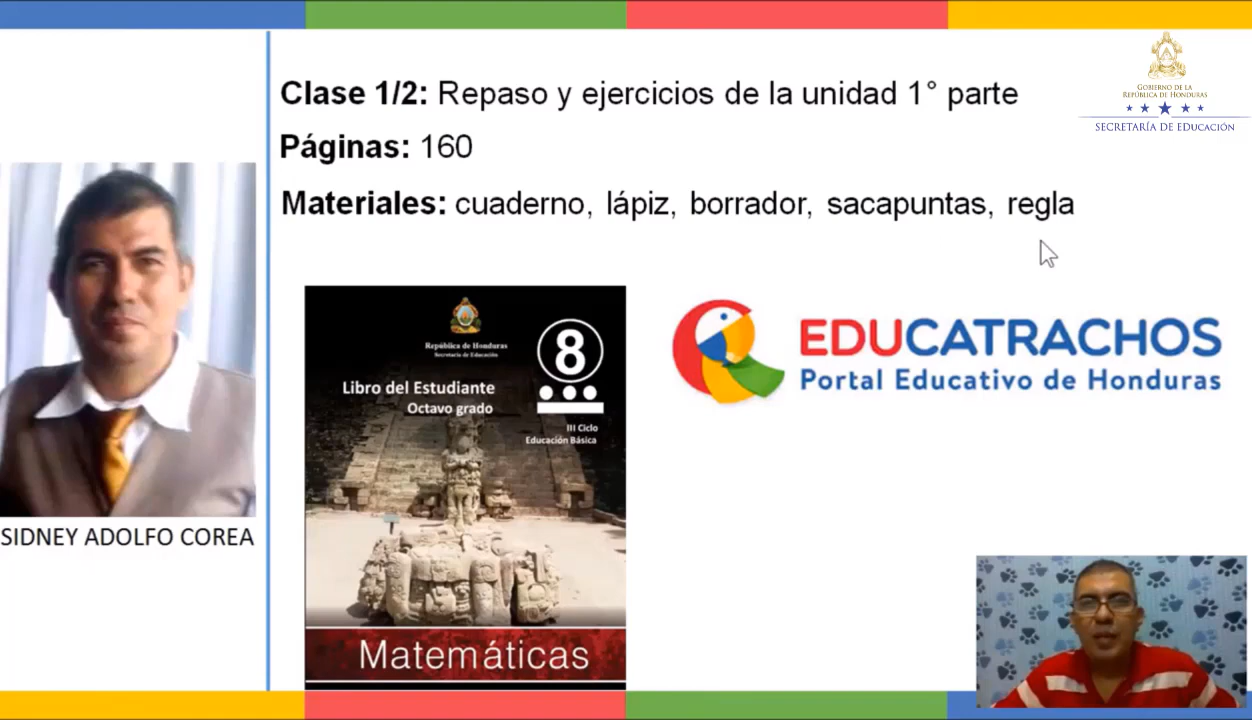 Clase 1/2: Repaso y ejercicios de la unidad 1° parte
Páginas: 160
Materiales: cuaderno, lápiz, borrador, sacapuntas, regla
GOBIERNO DE LA
REPÚBLICA DE HONDURAS
SECRETARÍA DE EDUCACIÓN
SIDNEY ADOLFO COREA
República de Honduras
Secretaría de Educación
8
Libro del Estudiante
Octavo grado
III Ciclo
Educación Básica
Matemáticas
EDUCATRACHOS
Portal Educativo de Honduras